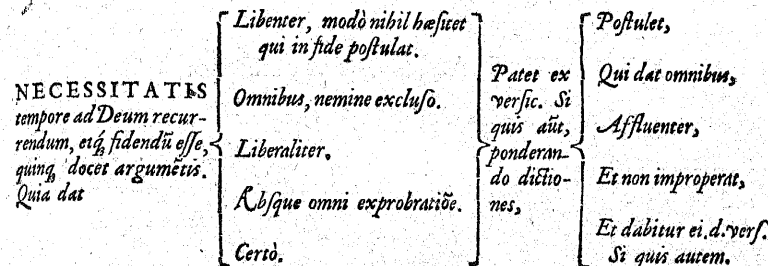 NECESSITATIS
tempore ad Deum recur-
rendum, eiq́ꝫ fidendū eſſe,
quinqꝫ docet argumētis.
Quia dat
Libenter, modò nihil hæſitet
qui in fide poſtulat.
Omnibus, nemine excluſo.
Liberaliter.
Abſque omni exprobratiōe.
Certò.
Patet ex
verſic. Si
quis aūt,
ponderan-
do dictio-
nes,
Poſtulet,
Qui dat omnibus,
Affluenter,
Et non improperat,
Et dabitur ei. d. verſ.
Si quis autem.